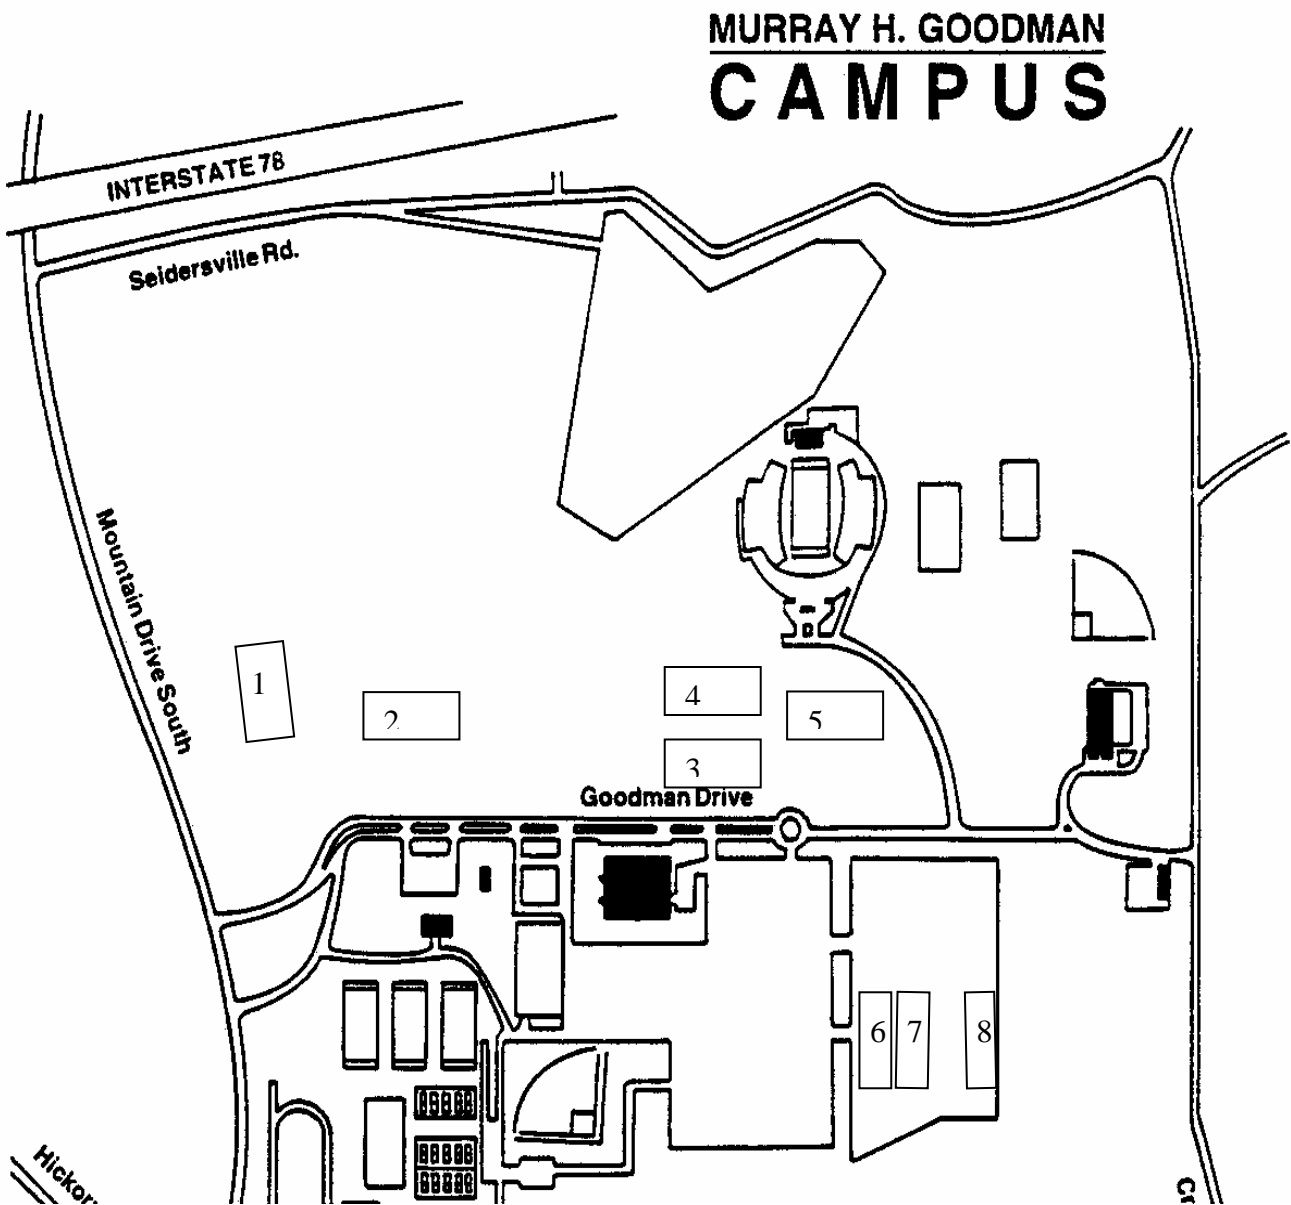 MURRAY H. GOODMAN
CAMPUS
INTERSTATE 78
Seidersville Rd.
Mountain Drive South
1
2
4
5
3
Goodman Drive
6
7
8